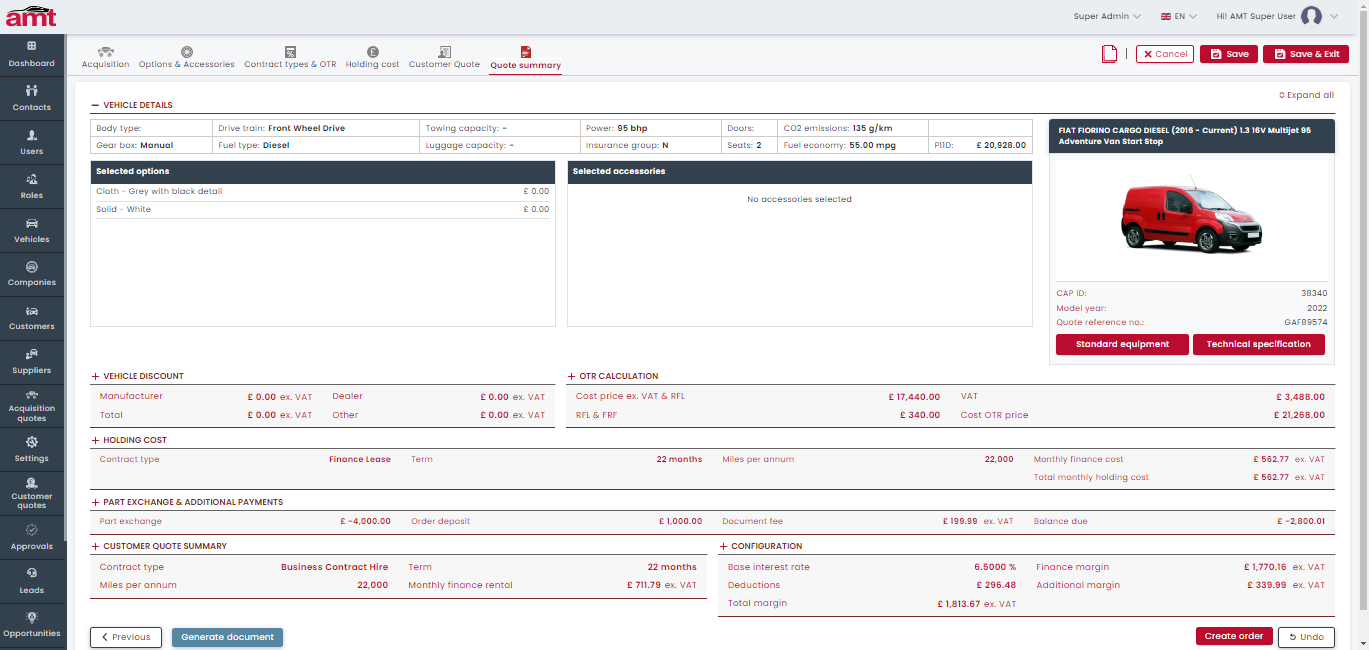 amt
Super Admin EN Hi! AMT Super User
Dashboard
Contacts
Users
Roles
Vehicles
Companies
Customers
Suppliers
Acquisition quotes
Settings
Customer quotes
Approvals
Leads
Opportunities
Acquisition Options & Accessories Contract types & OTR Holding cost Customer Quote Quote summary
Cancel Save Save & Exit
Expand all
VEHICLE DETAILS
Body type: Drive train: Front Wheel Drive Towing capacity: - Power: 95 bhp Doors: CO2 emissions: 135 g/km
Gear box: Manual Fuel type: Diesel Luggage capacity: - Insurance group: N Seats: 2 Fuel economy: 55.00 mpg P11D: £ 20,928.00
Selected options
Cloth - Grey with black detail £ 0.00
Solid - White £ 0.00
Selected accessories
No accessories selected
FIAT FIORINO CARGO DIESEL (2016 - Current) 1.3 16V Multijet 95
Adventure Van Start Stop
CAP ID: 38340
Model year: 2022
Quote reference no.: GAF89574
Standard equipment Technical specification
VEHICLE DISCOUNT
Manufacturer £ 0.00 ex. VAT Dealer £ 0.00 ex. VAT
Total £ 0.00 ex. VAT Other £ 0.00 ex. VAT
OTR CALCULATION
Cost price ex. VAT & RFL £ 17,440.00 VAT £ 3,488.00
RFL & FRF £ 340.00 Cost OTR price £ 21,268.00
HOLDING COST
Contract type Finance Lease Term 22 months Miles per annum 22,000 Monthly finance cost £ 562.77 ex. VAT
Total monthly holding cost £ 562.77 ex. VAT
PART EXCHANGE & ADDITIONAL PAYMENTS
Part exchange £ -4,000.00 Order deposit £ 1,000.00 Document fee £ 199.99 ex. VAT Balance due £ -2,800.01
CUSTOMER QUOTE SUMMARY
Contract type Business Contract Hire Term 22 months
Miles per annum 22,000 Monthly finance rental £ 711.79 ex. VAT
CONFIGURATION
Base interest rate 6.5000 % Finance margin £ 1,770.16 ex. VAT
Deductions £ 296.48 Additional margin £ 339.99 ex. VAT
Total margin £ 1,813.67 ex. VAT
Previous Generate document Create order Undo